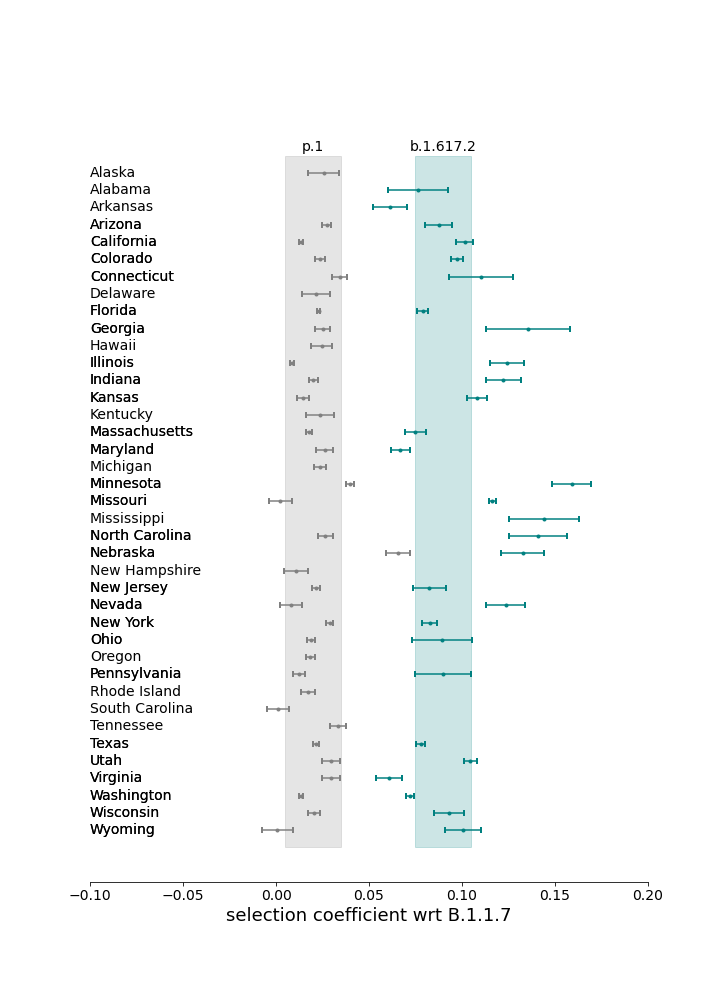 p.1 b.1.617.2
Alaska
Alabama
Arkansas
Arizona
California
Colorado
Connecticut
Delaware
Florida
Georgia
Hawaii
Illinois
Indiana
Kansas
Kentucky
Massachusetts
Maryland
Michigan
Minnesota
Missouri
Mississippi
North Carolina
Nebraska
New Hampshire
New Jersey
Nevada
New York
Ohio
Oregon
Pennsylvania
Rhode Island
South Carolina
Tennessee
Texas
Utah
Virginia
Washington
Wisconsin
Wyoming
−0.10 −0.05 0.00 0.05 0.10 0.15 0.20
selection coefficient wrt B.1.1.7